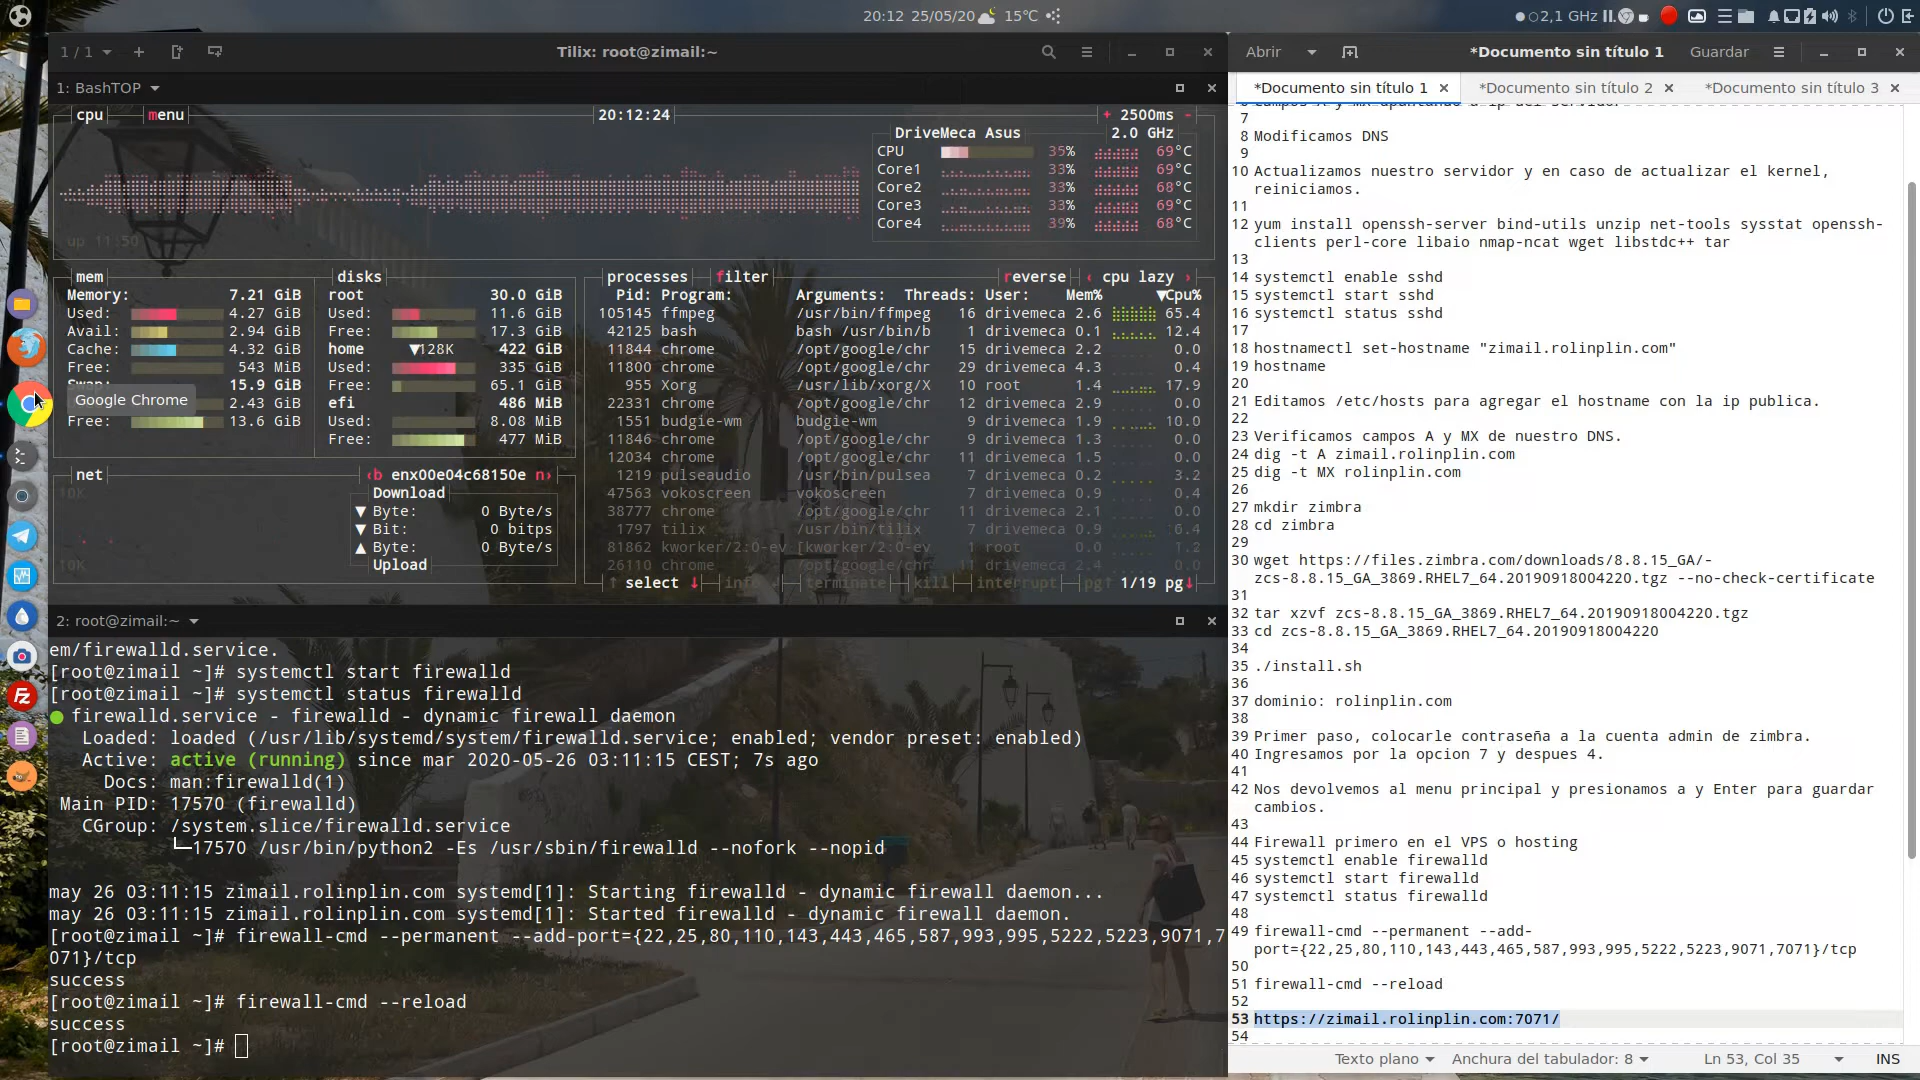 20:12 25/05/20 15°C
2,1 GHz
1 / 1
Tilix: root@zimail:~
1: BashTOP
cpu menu 20:12:24 + 2500ms -
DriveMeca Asus 2.0 GHz
CPU 35% 69°C
Core1 33% 69°C
Core2 33% 68°C
Core3 33% 69°C
Core4 39% 68°C
up 11:50
mem
Memory: 7.21 GiB
Used: 4.27 GiB
Avail: 2.94 GiB
Cache: 4.32 GiB
Free: 543 MiB
15.9 GiB
Google Chrome
2.43 GiB
Free: 13.6 GiB
disks
root 30.0 GiB
Used: 11.6 GiB
Free: 17.3 GiB
home ▼128K 422 GiB
Used: 335 GiB
Free: 65.1 GiB
efi 486 MiB
Used: 8.08 MiB
Free: 477 MiB
net ‹b enx00e04c68150e n›
10K
Download
▼ Byte: 0 Byte/s
▼ Bit: 0 bitps
▲ Byte: 0 Byte/s
Upload
10K
processes filter reverse ‹ cpu lazy ›
Pid: Program: Arguments: Threads: User: Mem% ▼Cpu%
105145 ffmpeg /usr/bin/ffmpeg 16 drivemeca 2.6 65.4
42125 bash bash /usr/bin/b 1 drivemeca 0.1 12.4
11844 chrome /opt/google/chr 15 drivemeca 2.2 0.0
11800 chrome /opt/google/chr 29 drivemeca 4.3 0.4
955 Xorg /usr/lib/xorg/X 10 root 1.4 17.9
22331 chrome /opt/google/chr 12 drivemeca 2.9 0.0
1551 budgie-wm budgie-wm 9 drivemeca 1.9 10.0
11846 chrome /opt/google/chr 9 drivemeca 1.3 0.0
12034 chrome /opt/google/chr 11 drivemeca 1.5 0.0
1219 pulseaudio /usr/bin/pulsea 7 drivemeca 0.2 3.2
47563 vokoscreen vokoscreen 7 drivemeca 0.9 0.4
38777 chrome /opt/google/chr 11 drivemeca 2.1 0.0
1797 tilix /usr/bin/tilix 7 drivemeca 0.9 6.4
81862 kworker/2:0-ev [kworker/2:0-ev 1 root 0.0 1.2
26110 chrome /opt/google/chr 11 drivemeca 2.4 0.0
↑ select ↓ info terminate kill interrupt pg↑ 1/19 pg↓
2: root@zimail:~
em/firewalld.service.
[root@zimail ~]# systemctl start firewalld
[root@zimail ~]# systemctl status firewalld
● firewalld.service - firewalld - dynamic firewall daemon
Loaded: loaded (/usr/lib/systemd/system/firewalld.service; enabled; vendor preset: enabled)
Active: active (running) since mar 2020-05-26 03:11:15 CEST; 7s ago
Docs: man:firewalld(1)
Main PID: 17570 (firewalld)
CGroup: /system.slice/firewalld.service
└─17570 /usr/bin/python2 -Es /usr/sbin/firewalld --nofork --nopid
may 26 03:11:15 zimail.rolinplin.com systemd[1]: Starting firewalld - dynamic firewall daemon...
may 26 03:11:15 zimail.rolinplin.com systemd[1]: Started firewalld - dynamic firewall daemon.
[root@zimail ~]# firewall-cmd --permanent --add-port={22,25,80,110,143,443,465,587,993,995,5222,5223,9071,7
071}/tcp
success
[root@zimail ~]# firewall-cmd --reload
success
[root@zimail ~]#
Abrir *Documento sin título 1 Guardar
*Documento sin título 1 *Documento sin título 2 *Documento sin título 3
7
8 Modificamos DNS
9
10 Actualizamos nuestro servidor y en caso de actualizar el kernel,
reiniciamos.
11
12 yum install openssh-server bind-utils unzip net-tools sysstat openssh-
clients perl-core libaio nmap-ncat wget libstdc++ tar
13
14 systemctl enable sshd
15 systemctl start sshd
16 systemctl status sshd
17
18 hostnamectl set-hostname "zimail.rolinplin.com"
19 hostname
20
21 Editamos /etc/hosts para agregar el hostname con la ip publica.
22
23 Verificamos campos A y MX de nuestro DNS.
24 dig -t A zimail.rolinplin.com
25 dig -t MX rolinplin.com
26
27 mkdir zimbra
28 cd zimbra
29
30 wget https://files.zimbra.com/downloads/8.8.15_GA/-
zcs-8.8.15_GA_3869.RHEL7_64.20190918004220.tgz --no-check-certificate
31
32 tar xzvf zcs-8.8.15_GA_3869.RHEL7_64.20190918004220.tgz
33 cd zcs-8.8.15_GA_3869.RHEL7_64.20190918004220
34
35 ./install.sh
36
37 dominio: rolinplin.com
38
39 Primer paso, colocarle contraseña a la cuenta admin de zimbra.
40 Ingresamos por la opcion 7 y despues 4.
41
42 Nos devolvemos al menu principal y presionamos a y Enter para guardar
cambios.
43
44 Firewall primero en el VPS o hosting
45 systemctl enable firewalld
46 systemctl start firewalld
47 systemctl status firewalld
48
49 firewall-cmd --permanent --add-
port={22,25,80,110,143,443,465,587,993,995,5222,5223,9071,7071}/tcp
50
51 firewall-cmd --reload
52
53 https://zimail.rolinplin.com:7071/
54
Texto plano Anchura del tabulador: 8 Ln 53, Col 35 INS